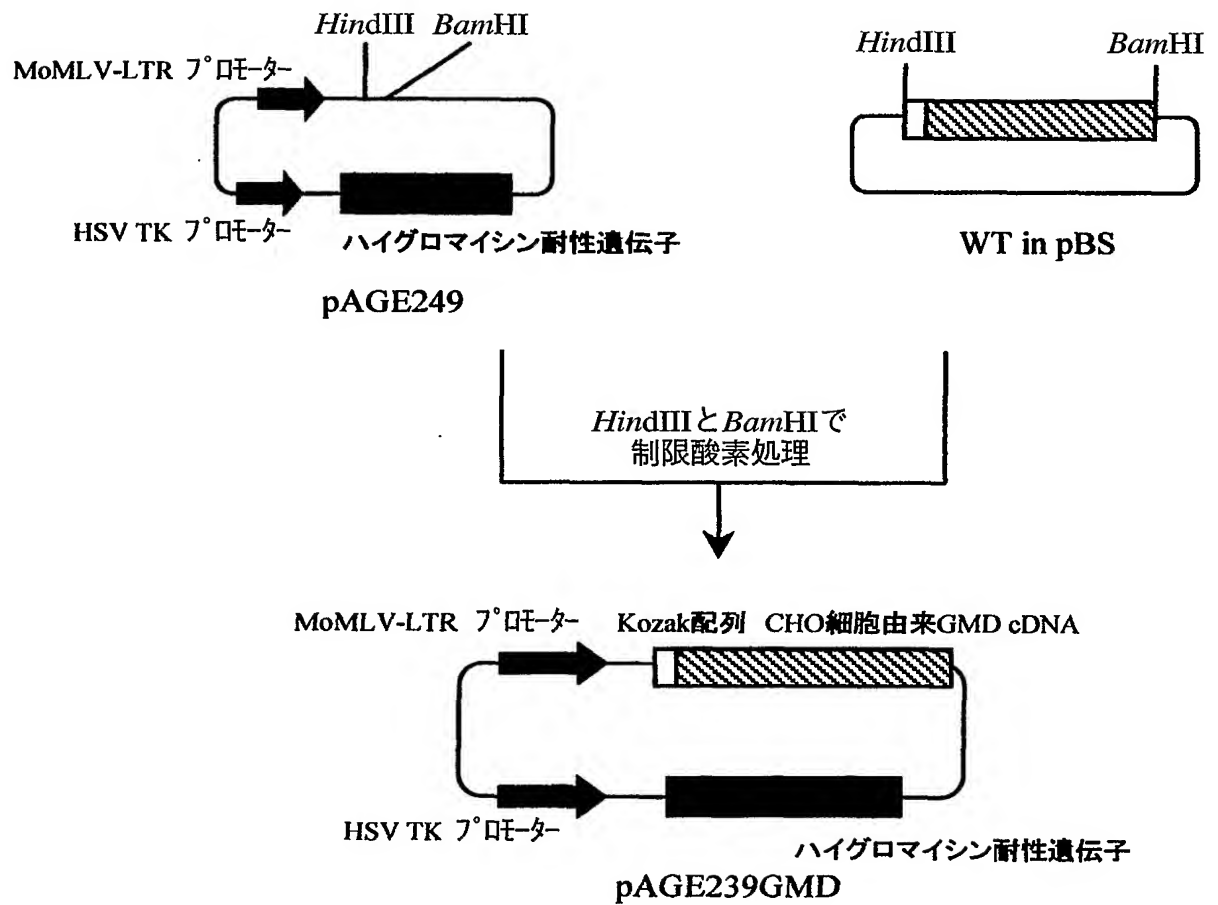 HindIII BamHI
MoMLV-LTR プロモーター
HSV TK プロモーター
ハイグロマイシン耐性遺伝子
pAGE249
HindIII BamHI
WT in pBS
HindIIIとBamHIで
制限酸素処理
MoMLV-LTR プロモーター Kozak配列 CHO細胞由来GMD cDNA
HSV TK プロモーター
ハイグロマイシン耐性遺伝子
pAGE239GMD